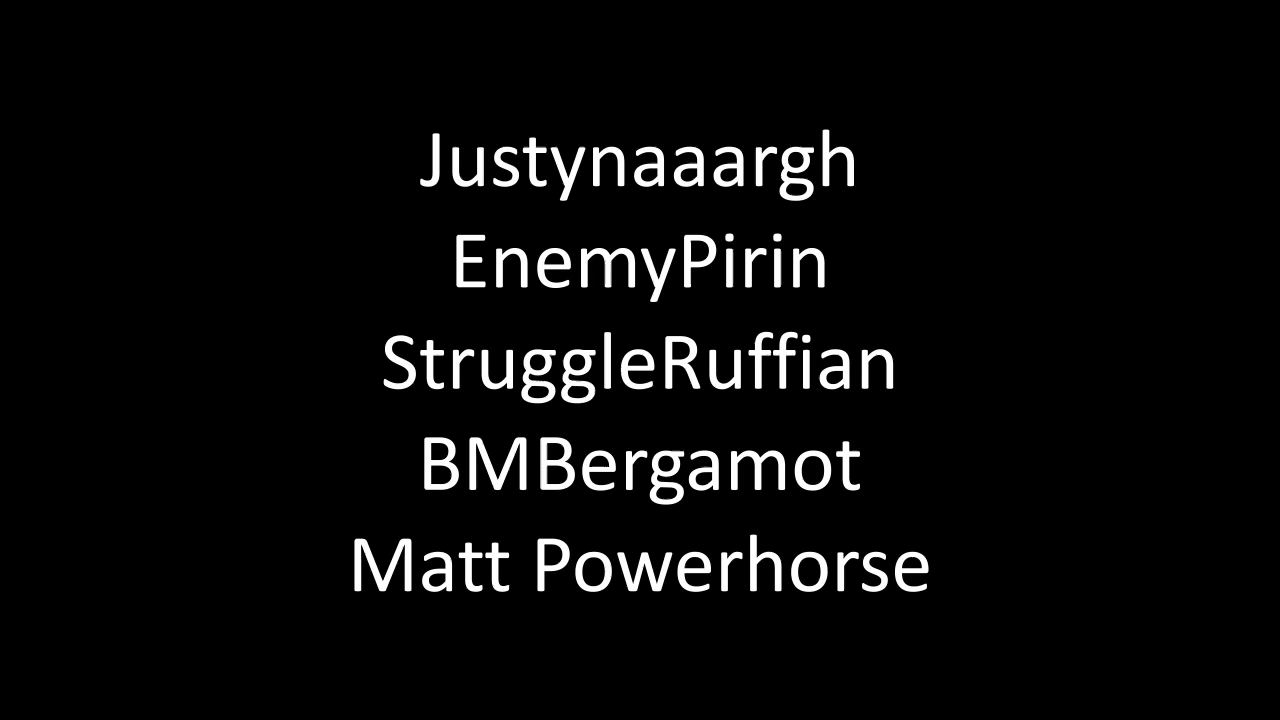 Justynaaargh
EnemyPirin
StruggleRuffian
BMBergamot
Matt Powerhorse